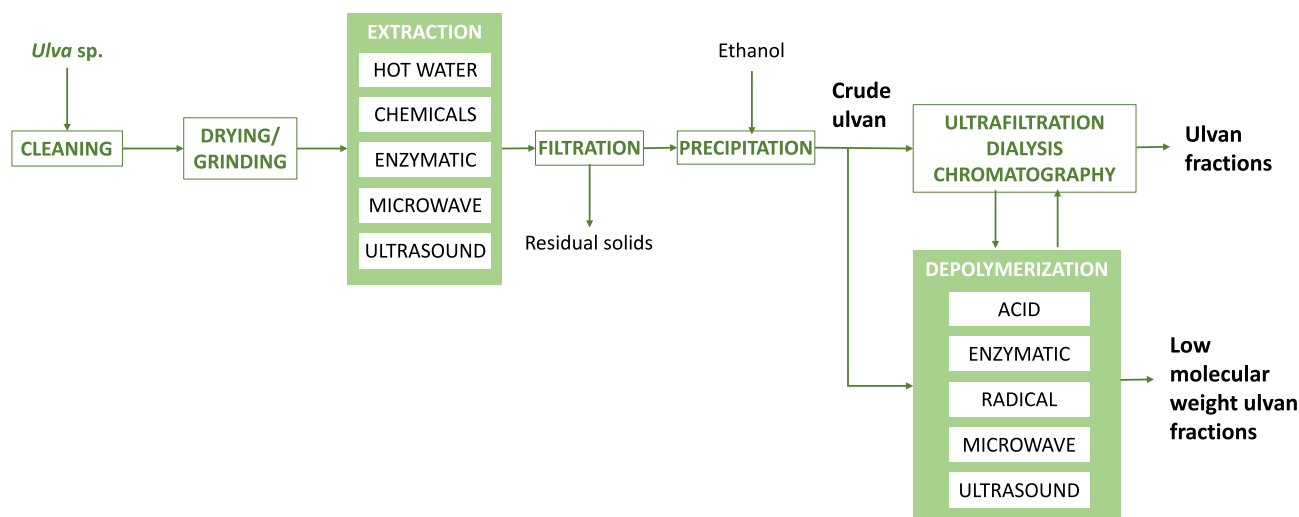 Ulva sp.
CLEANING
DRYING/
GRINDING
EXTRACTION
HOT WATER
CHEMICALS
ENZYMATIC
MICROWAVE
ULTRASOUND
FILTRATION
Residual solids
Ethanol
PRECIPITATION
Crude
ulvan
ULTRAFILTRATION
DIALYSIS
CHROMATOGRAPHY
Ulvan
fractions
DEPOLYMERIZATION
ACID
ENZYMATIC
RADICAL
MICROWAVE
ULTRASOUND
Low
molecular
weight ulvan
fractions